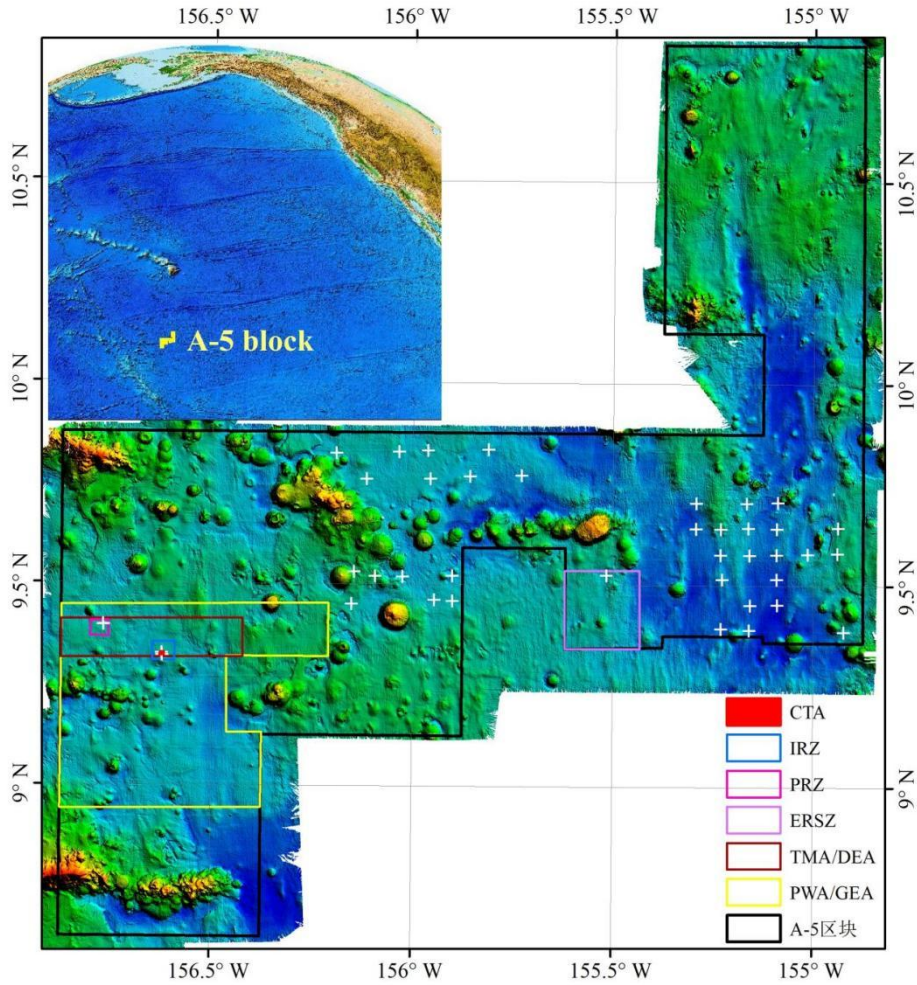 156.5° W
156° W
155.5° W
155° W
10.5° N
10.5° N
A-5 block
10° N
10° N
9.5° N
9.5° N
CTA
IRZ
9° N
9° N
PRZ
ERSZ
TMA/DEA
PWA/GEA
A-5区块
156.5° W
156° W
155.5° W
155° W